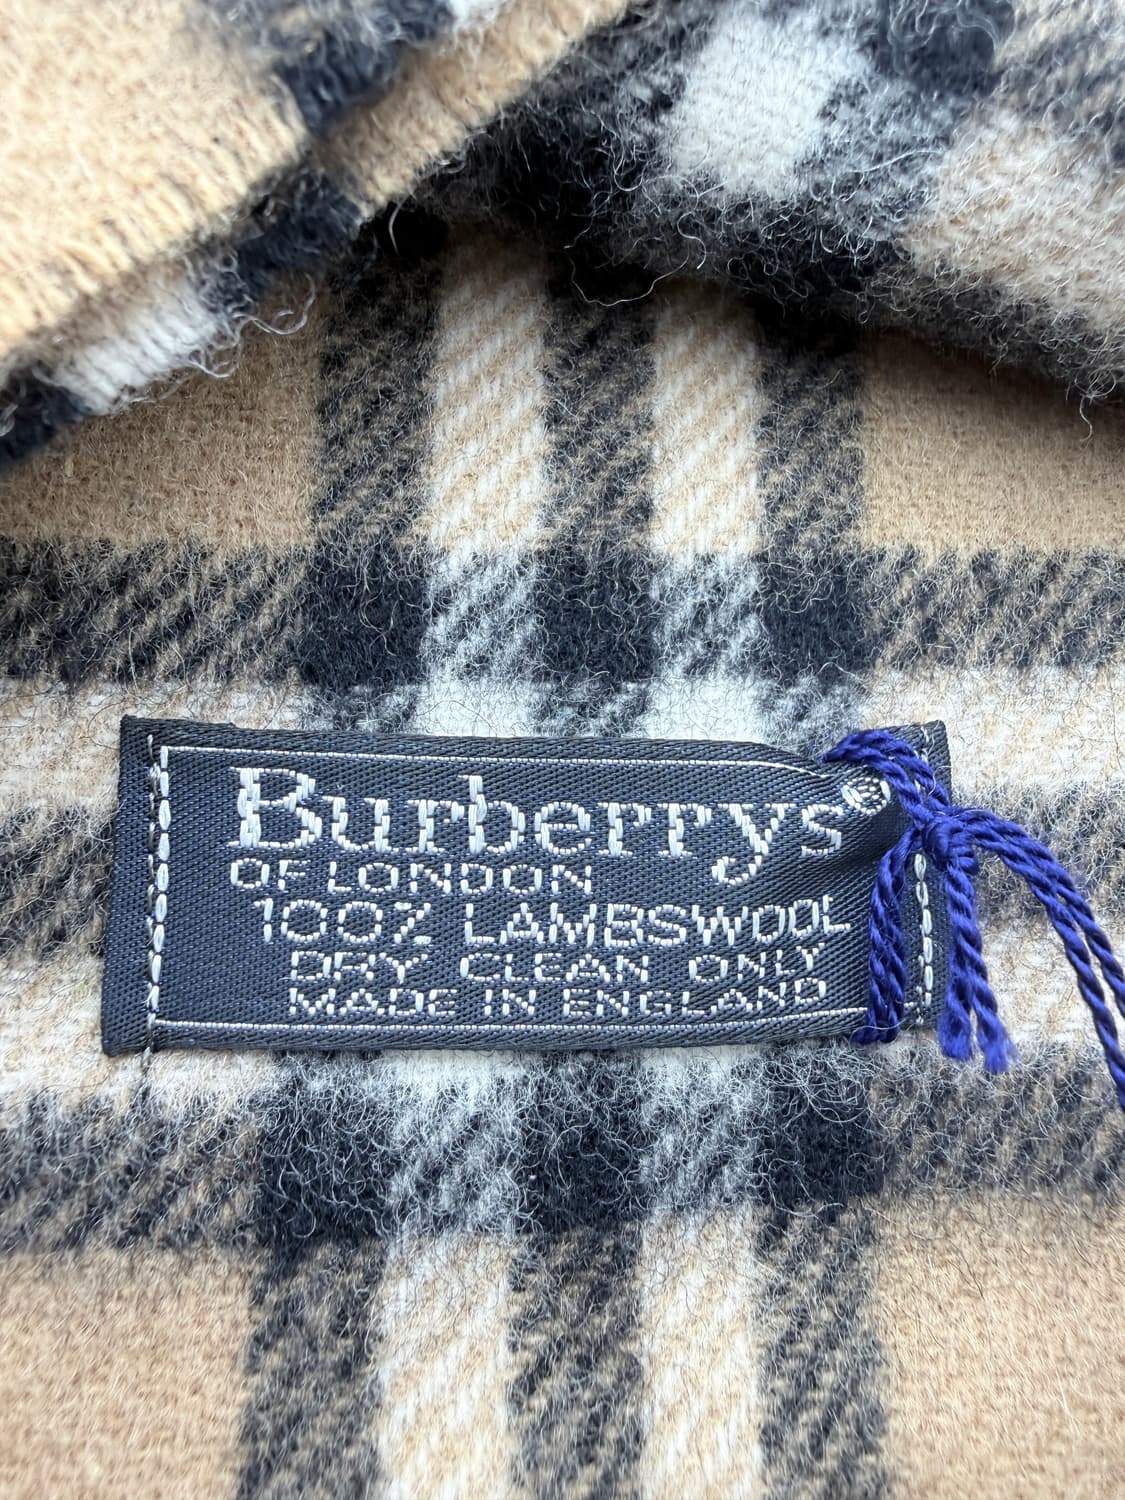 Burberrys®
OF LONDON
100% LAMBSWOOL
DRY CLEAN ONLY
MADE IN ENGLAND